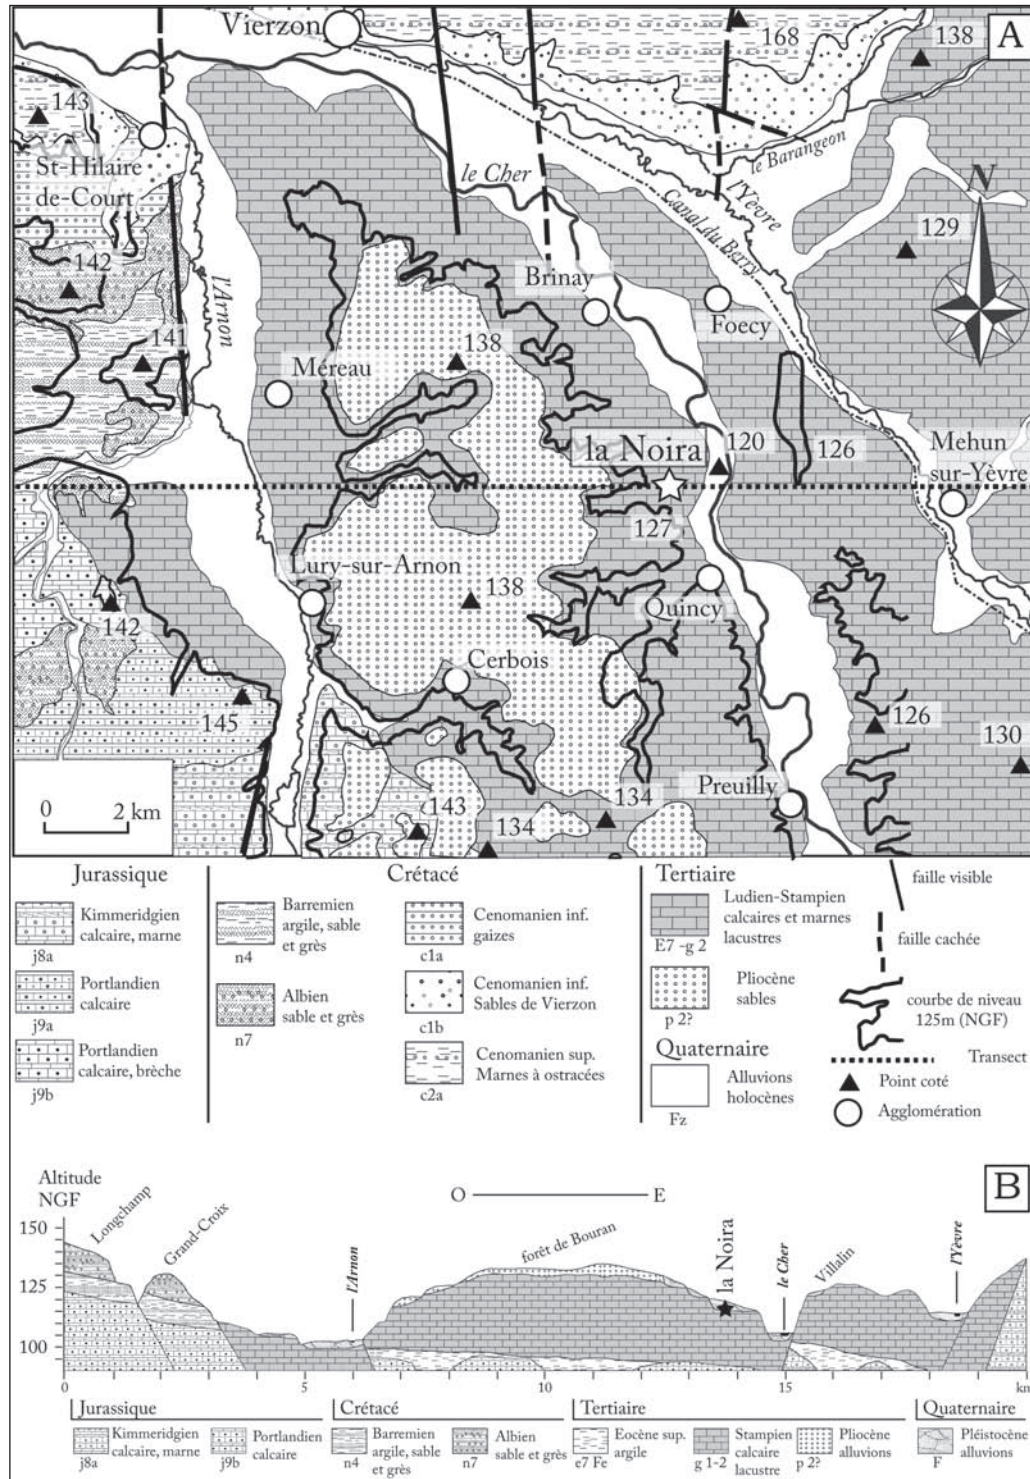 A
Vierzon
168
138
143
St-Hilaire
de-Court
le Cher
le Barangeon
l'Yèvre
Canal du Berry
N
129
142
l'Arnon
Brinay
Foecy
141
Méreau
138
la Noira
120
126
Mehun
sur-Yèvre
127
Lury-sur-Arnon
138
Quincy
142
Cerbois
145
126
130
0 2 km
143
134
134
Preuilly
Jurassique
Kimmeridgien
calcaire, marne
j8a
Portlandien
calcaire
j9a
Portlandien
calcaire, brèche
j9b
Crétacé
Barremien
argile, sable
et grès
n4
Albien
sable et grès
n7
Cenomanien inf.
gaizes
c1a
Cenomanien inf.
Sables de Vierzon
c1b
Cenomanien sup.
Marnes à ostracées
c2a
Tertiaire
Ludien-Stampien
calcaires et marnes
lacustres
E7 -g 2
Pliocène
sables
p 2?
Quaternaire
Alluvions
holocènes
Fz
faille visible
faille cachée
courbe de niveau
125m (NGF)
Transect
Point coté
Agglomération
B
Altitude
NGF
O E
150
125
100
Longchamp
Grand-Croix
l'Arnon
forêt de Bouran
la Noira
le Cher
Villalin
l'Yèvre
0 5 10 15 km
Jurassique
Kimmeridgien
calcaire, marne
j8a
Portlandien
calcaire
j9b
Crétacé
Barremien
argile, sable
et grès
n4
Albien
sable et grès
n7
Tertiaire
Eocène sup.
argile
e7 Fe
Stampien
calcaire
lacustre
g 1-2
Pliocène
alluvions
p 2?
Quaternaire
Pléistocène
alluvions
F